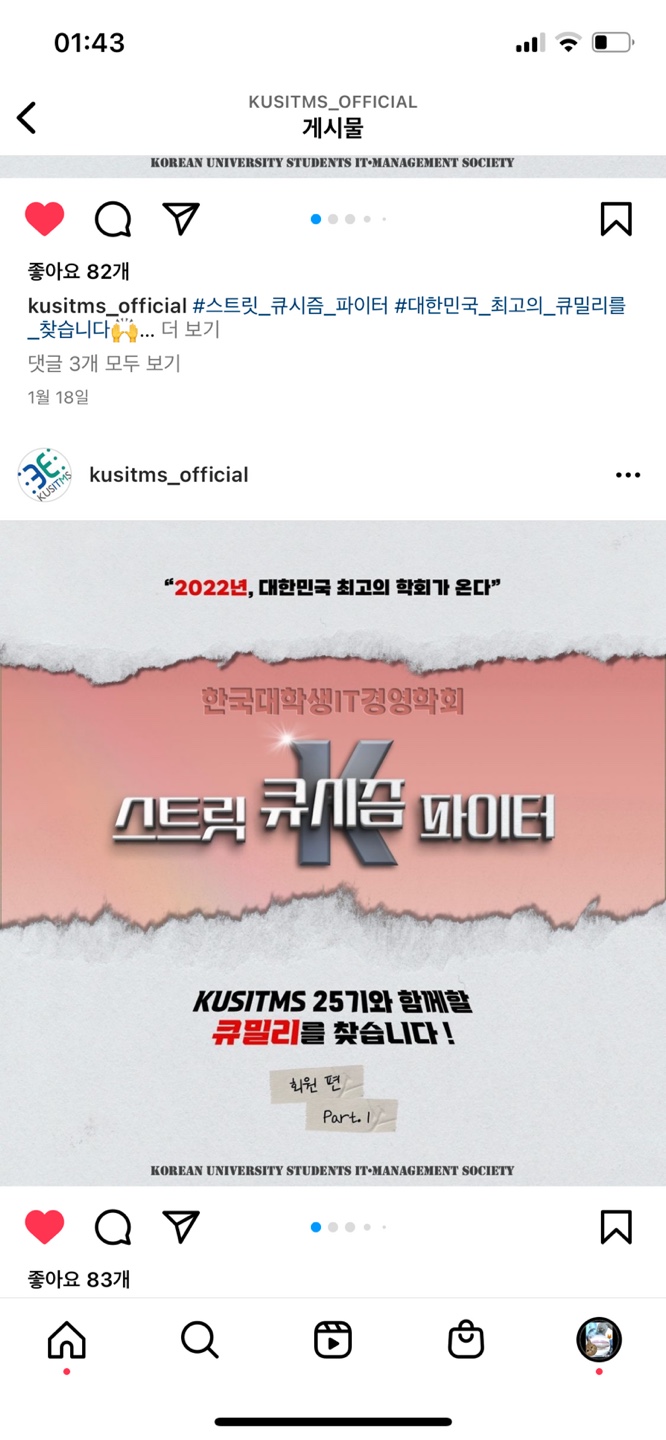 01:43
KUSITMS_OFFICIAL
게시물
KOREAN UNIVERSITY STUDENTS IT•MANAGEMENT SOCIETY
좋아요 82개
kusitms_official #스트릿_큐시즘_파이터 #대한민국_최고의_큐밀리를
_찾습니다🙌... 더 보기
댓글 3개 모두 보기
1월 18일
KUSITMS
kusitms_official
“2022년, 대한민국 최고의 학회가 온다”
한국대학생IT경영학회
K
스트릿 큐시즘 파이터
KUSITMS 25기와 함께할
큐밀리를 찾습니다!
회원 편
Part.1
KOREAN UNIVERSITY STUDENTS IT•MANAGEMENT SOCIETY
좋아요 83개